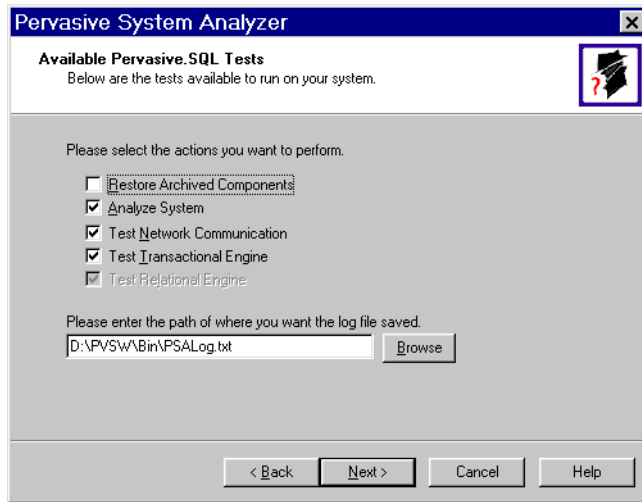 Pervasive System Analyzer
Available Pervasive.SQL Tests
Below are the tests available to run on your system.
?
Please select the actions you want to perform.
Restore Archived Components
Analyze System
Test Network Communication
Test Transactional Engine
Test Relational Engine
Please enter the path of where you want the log file saved.
D:\PVSW\Bin\PSALog.txt
Browse
< Back Next > Cancel Help